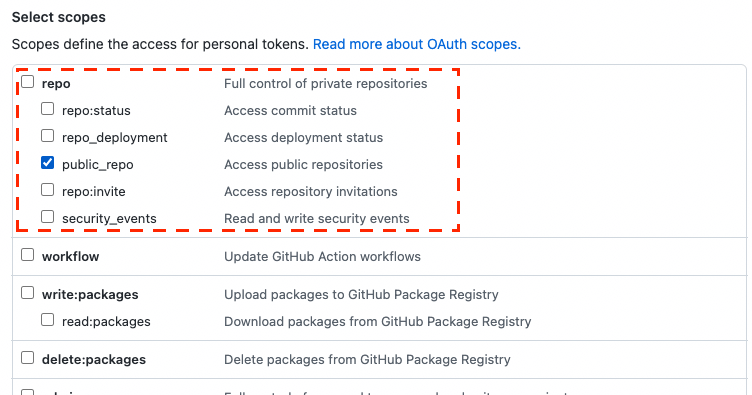 Select scopes
Scopes define the access for personal tokens. Read more about OAuth scopes.
repo Full control of private repositories
repo:status Access commit status
repo_deployment Access deployment status
public_repo Access public repositories
repo:invite Access repository invitations
security_events Read and write security events
workflow Update GitHub Action workflows
write:packages Upload packages to GitHub Package Registry
read:packages Download packages from GitHub Package Registry
delete:packages Delete packages from GitHub Package Registry